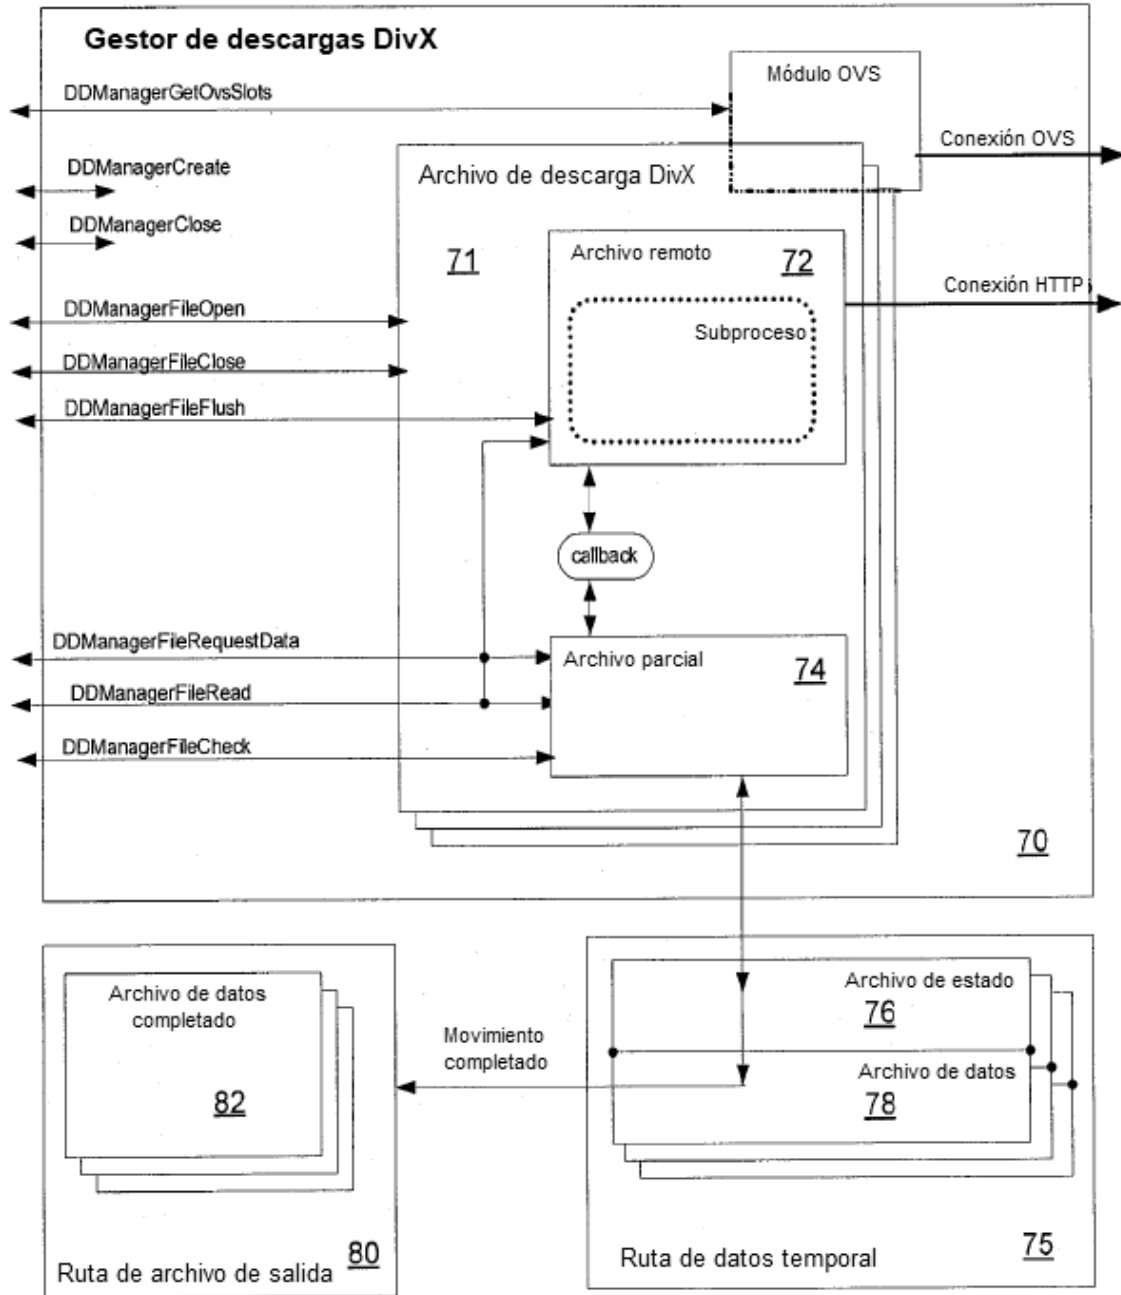 Gestor de descargas DivX
Módulo OVS
DDManagerGetOvsSlots
Conexión OVS
DDManagerCreate
Archivo de descarga DivX
DDManagerClose
71
Archivo remoto
72
Conexión HTTP
DDManagerFileOpen
Subproceso
DDManagerFileClose
DDManagerFileFlush
callback
DDManagerFileRequestData
Archivo parcial
74
DDManagerFileRead
DDManagerFileCheck
70
Archivo de datos
completado
82
Movimiento
completado
Archivo de estado
76
Archivo de datos
78
Ruta de archivo de salida
80
Ruta de datos temporal
75